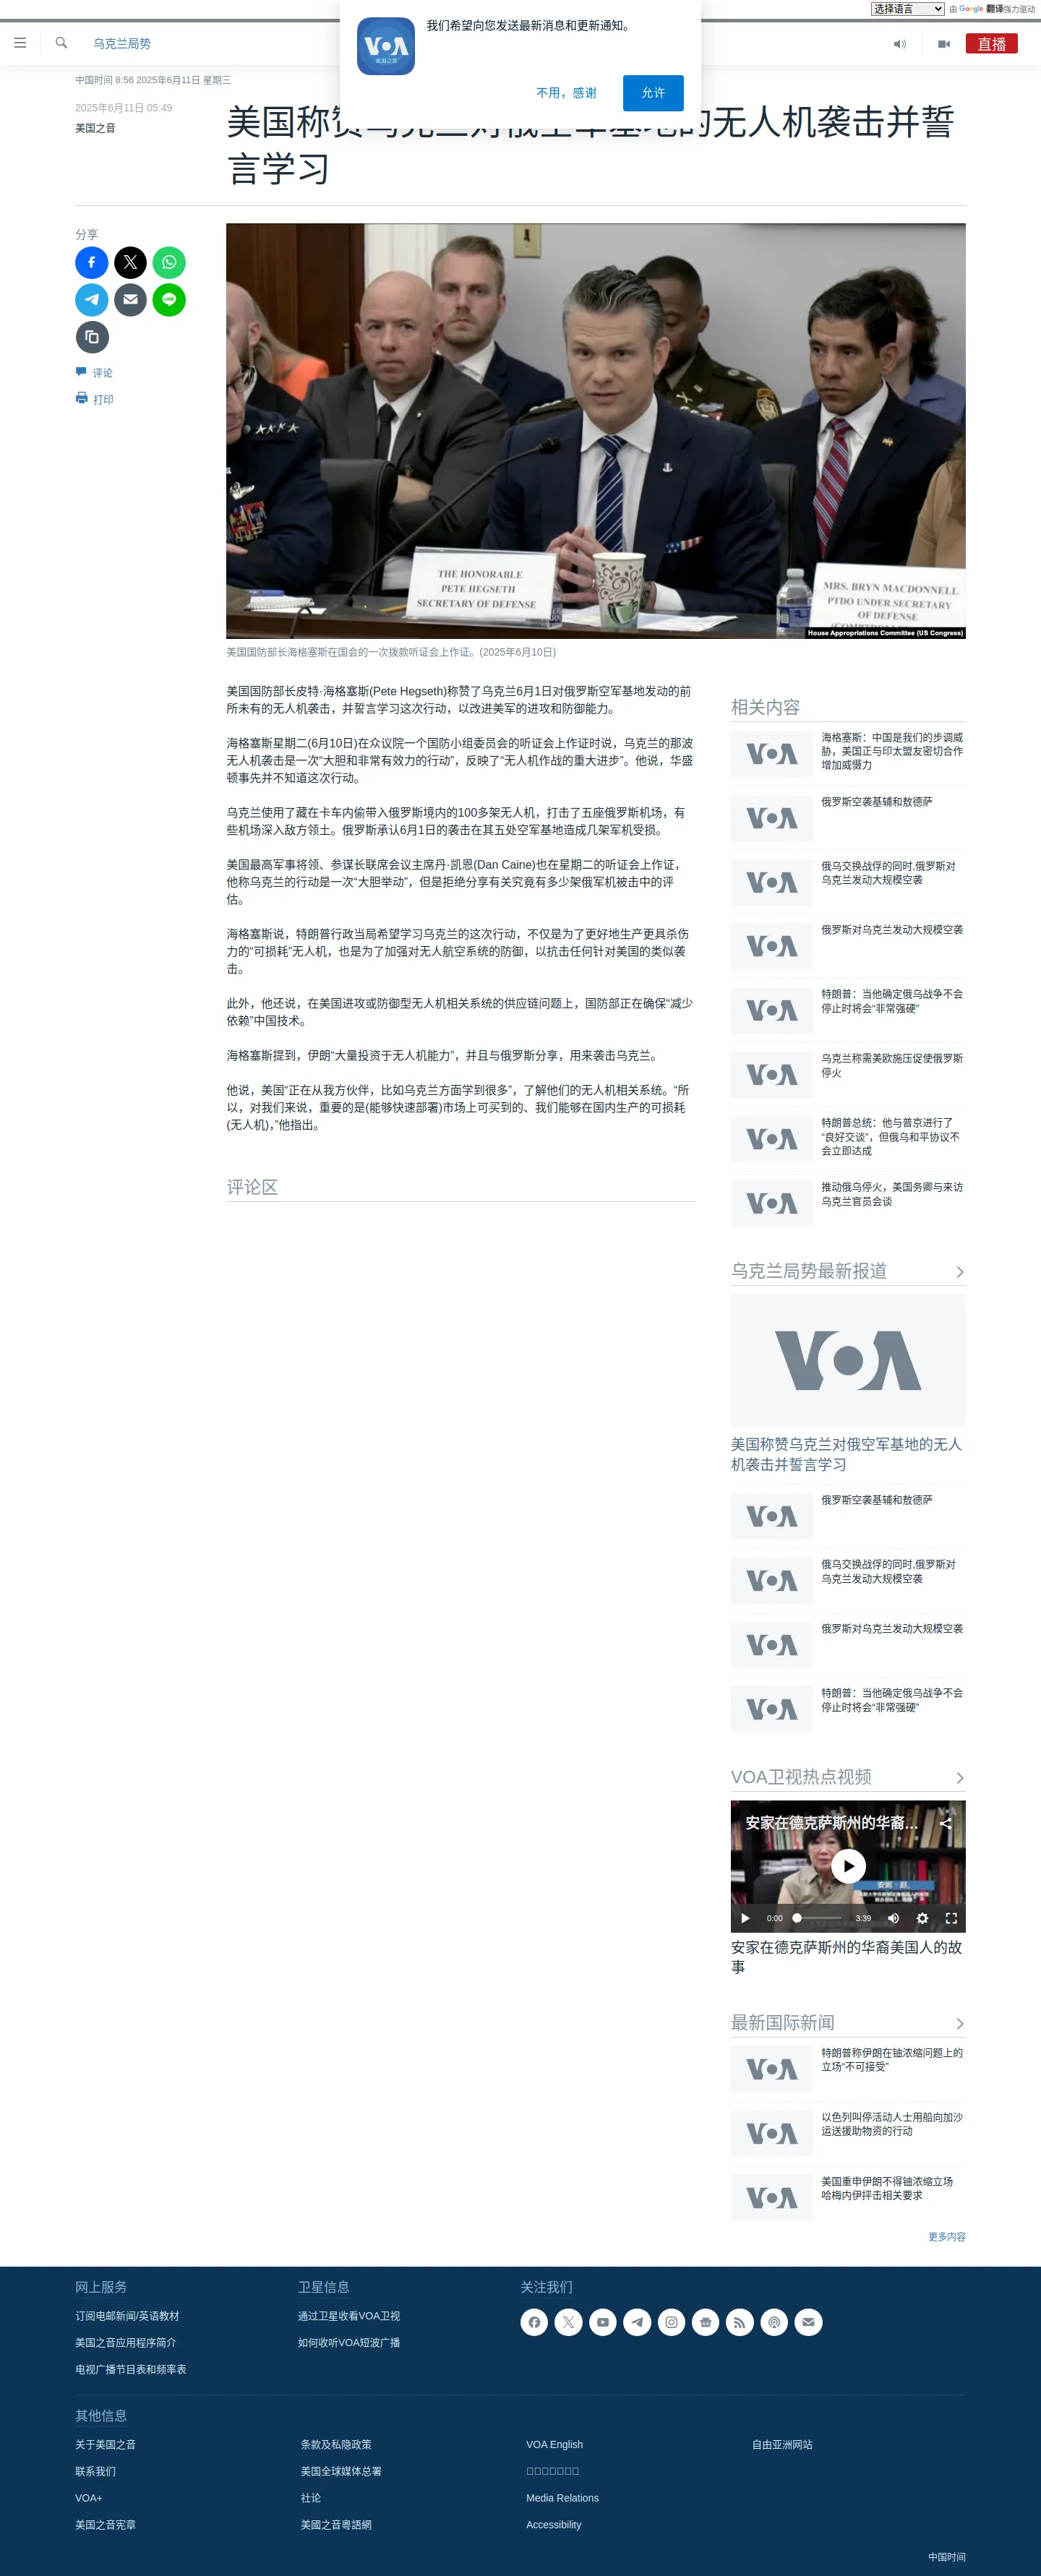 选择语言 由 Google 翻译强力驱动
我们希望向您发送最新消息和更新通知。
VOA
美国之音
不用，感谢
允许
乌克兰局势
直播
中国时间 8:56 2025年6月11日 星期三
2025年6月11日 05:49
美国之音
美国称赞乌克兰对俄空军基地的无人机袭击并誓
言学习
分享
评论
打印
THE HONORABLE
PETE HEGSETH
SECRETARY OF DEFENSE
MRS. BRYN MACDONNELL
PTDO UNDER SECRETARY
OF DEFENSE
(COMPTROLLER)
House Appropriations Committee (US Congress)
美国国防部长海格塞斯在国会的一次拨款听证会上作证。(2025年6月10日)
美国国防部长皮特·海格塞斯(Pete Hegseth)称赞了乌克兰6月1日对俄罗斯空军基地发动的前
所未有的无人机袭击，并誓言学习这次行动，以改进美军的进攻和防御能力。
海格塞斯星期二(6月10日)在众议院一个国防小组委员会的听证会上作证时说，乌克兰的那波
无人机袭击是一次“大胆和非常有效力的行动”，反映了“无人机作战的重大进步”。他说，华盛
顿事先并不知道这次行动。
乌克兰使用了藏在卡车内偷带入俄罗斯境内的100多架无人机，打击了五座俄罗斯机场，有
些机场深入敌方领土。俄罗斯承认6月1日的袭击在其五处空军基地造成几架军机受损。
美国最高军事将领、参谋长联席会议主席丹·凯恩(Dan Caine)也在星期二的听证会上作证，
他称乌克兰的行动是一次“大胆举动”，但是拒绝分享有关究竟有多少架俄军机被击中的评
估。
海格塞斯说，特朗普行政当局希望学习乌克兰的这次行动，不仅是为了更好地生产更具杀伤
力的“可损耗”无人机，也是为了加强对无人航空系统的防御，以抗击任何针对美国的类似袭
击。
此外，他还说，在美国进攻或防御型无人机相关系统的供应链问题上，国防部正在确保“减少
依赖”中国技术。
海格塞斯提到，伊朗“大量投资于无人机能力”，并且与俄罗斯分享，用来袭击乌克兰。
他说，美国“正在从我方伙伴，比如乌克兰方面学到很多”，了解他们的无人机相关系统。“所
以，对我们来说，重要的是(能够快速部署)市场上可买到的、我们能够在国内生产的可损耗
(无人机)，”他指出。
评论区
相关内容
海格塞斯：中国是我们的步调威
胁，美国正与印太盟友密切合作
增加威慑力
俄罗斯空袭基辅和敖德萨
俄乌交换战俘的同时,俄罗斯对
乌克兰发动大规模空袭
俄罗斯对乌克兰发动大规模空袭
特朗普：当他确定俄乌战争不会
停止时将会“非常强硬”
乌克兰称需美欧施压促使俄罗斯
停火
特朗普总统：他与普京进行了
“良好交谈”，但俄乌和平协议不
会立即达成
推动俄乌停火，美国务卿与来访
乌克兰官员会谈
乌克兰局势最新报道
VOA
美国称赞乌克兰对俄空军基地的无人
机袭击并誓言学习
俄罗斯空袭基辅和敖德萨
俄乌交换战俘的同时,俄罗斯对
乌克兰发动大规模空袭
俄罗斯对乌克兰发动大规模空袭
特朗普：当他确定俄乌战争不会
停止时将会“非常强硬”
VOA卫视热点视频
安家在德克萨斯州的华裔…
0:00
3:39
安家在德克萨斯州的华裔美国人的故
事
最新国际新闻
特朗普称伊朗在铀浓缩问题上的
立场“不可接受”
以色列叫停活动人士用船向加沙
运送援助物资的行动
美国重申伊朗不得铀浓缩立场
哈梅内伊抨击相关要求
更多内容
网上服务
订阅电邮新闻/英语教材
美国之音应用程序简介
电视广播节目表和频率表
卫星信息
通过卫星收看VOA卫视
如何收听VOA短波广播
关注我们
其他信息
关于美国之音
联系我们
VOA+
美国之音宪章
条款及私隐政策
美国全球媒体总署
社论
美國之音粵語網
VOA English
Media Relations
Accessibility
自由亚洲网站
中国时间